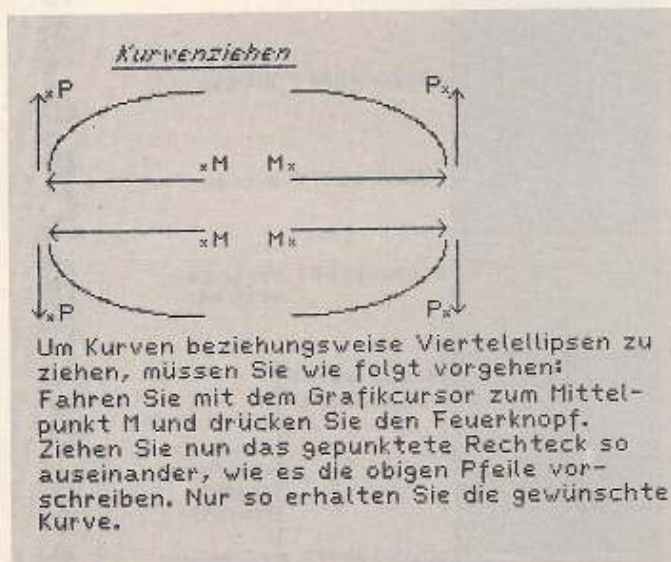 Kurvenziehen
×P P×
×M M×
×M M×
×P P×
Um Kurven beziehungsweise Viertelellipsen zu
ziehen, müssen Sie wie folgt vorgehen:
Fahren Sie mit dem Grafikcursor zum Mittel-
punkt M und drücken Sie den Feuerknopf.
Ziehen Sie nun das gepunktete Rechteck so
auseinander, wie es die obigen Pfeile vor-
schreiben. Nur so erhalten Sie die gewünschte
Kurve.